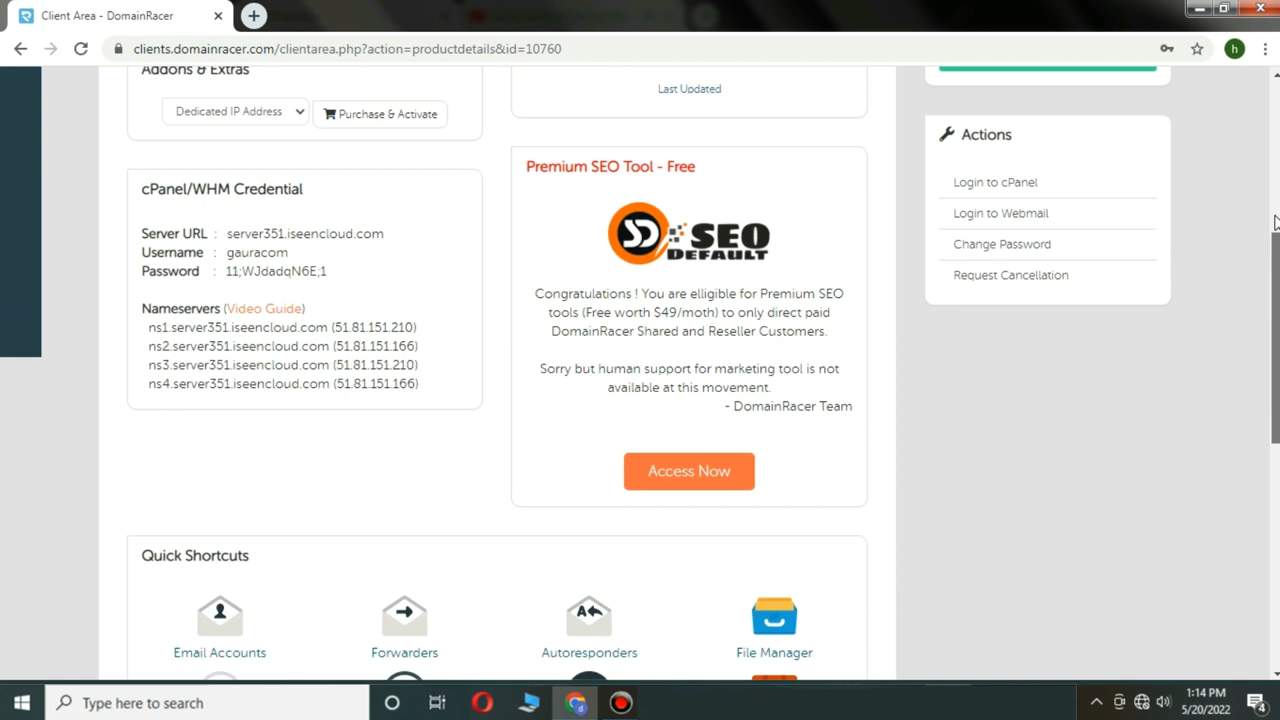 Client Area - DomainRacer
clients.domainracer.com/clientarea.php?action=productdetails&id=10760
h
Addons & Extras
Dedicated IP Address
Purchase & Activate
Last Updated
cPanel/WHM Credential
Server URL : server351.iseencloud.com
Username : gauracom
Password : 11;WJdadqN6E;1
Nameservers (Video Guide)
ns1.server351.iseencloud.com (51.81.151.210)
ns2.server351.iseencloud.com (51.81.151.166)
ns3.server351.iseencloud.com (51.81.151.210)
ns4.server351.iseencloud.com (51.81.151.166)
Premium SEO Tool - Free
SD SEO
DEFAULT
Congratulations ! You are elligible for Premium SEO
tools (Free worth $49/moth) to only direct paid
DomainRacer Shared and Reseller Customers.
Sorry but human support for marketing tool is not
available at this movement.
- DomainRacer Team
Access Now
Actions
Login to cPanel
Login to Webmail
Change Password
Request Cancellation
Quick Shortcuts
Email Accounts
Forwarders
A
Autoresponders
File Manager
Type here to search
1:14 PM
5/20/2022
4